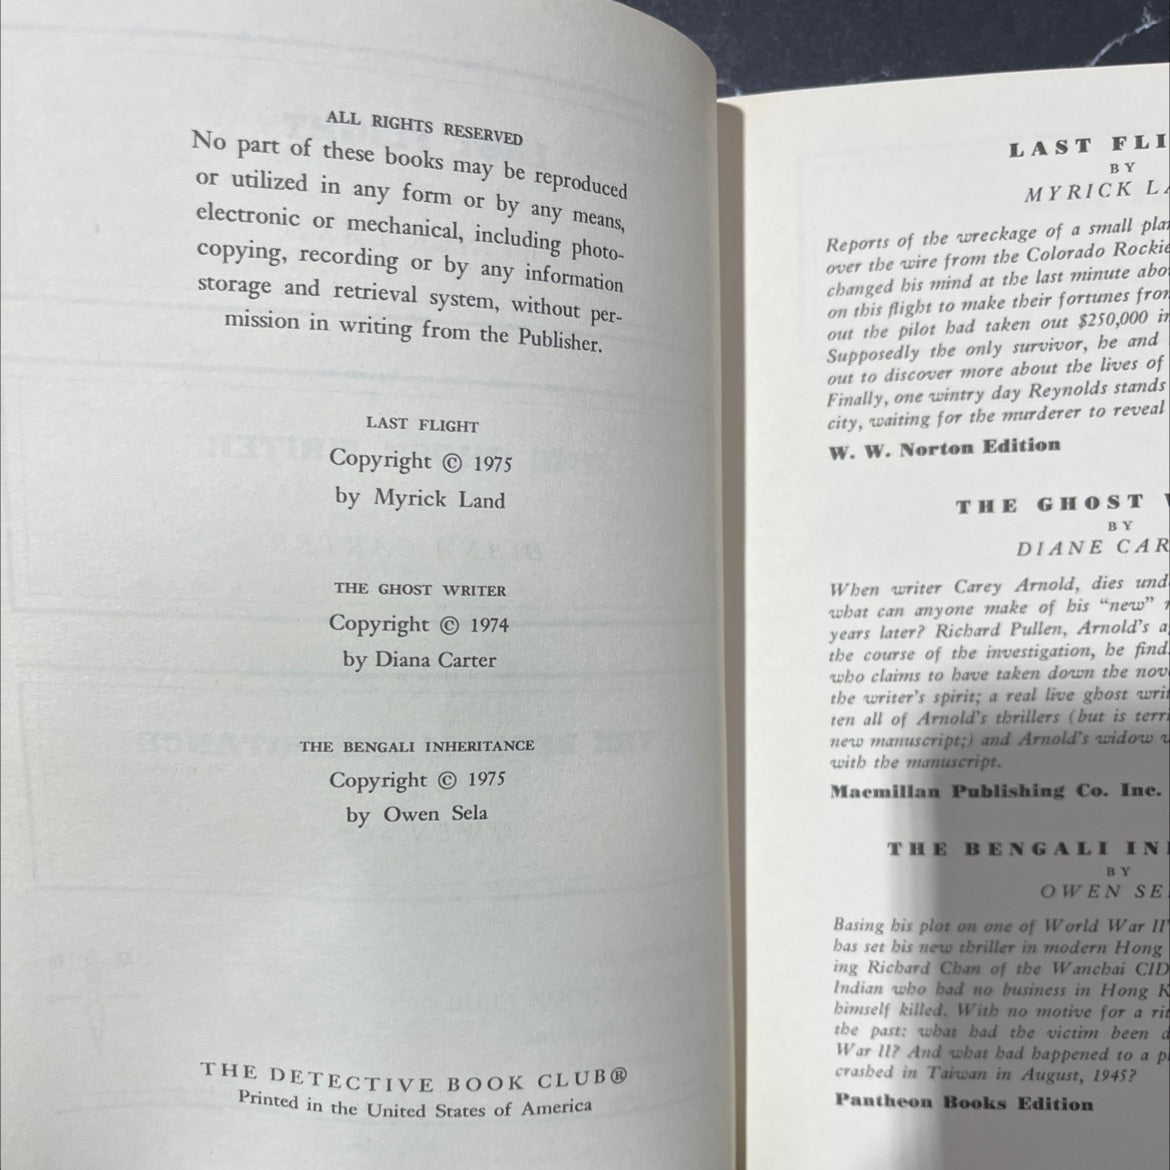 ALL RIGHTS RESERVED
No part of these books may be reproduced
or utilized in any form or by any means,
electronic or mechanical, including photo-
copying, recording or by any information
storage and retrieval system, without per-
mission in writing from the Publisher.
LAST FLIGHT
Copyright © 1975
by Myrick Land
THE GHOST WRITER
Copyright © 1974
by Diana Carter
THE BENGALI INHERITANCE
Copyright © 1975
by Owen Sela
THE DETECTIVE BOOK CLUB®
Printed in the United States of America
LAST FLI
BY
MYRICK LA
Reports of the wreckage of a small pla
over the wire from the Colorado Rockie
changed his mind at the last minute abo
on this flight to make their fortunes from
out the pilot had taken out $250,000 in
Supposedly the only survivor, he and
out to discover more about the lives of
Finally, one wintry day Reynolds stands
city, waiting for the murderer to reveal
W. W. Norton Edition
THE GHOST
BY
DIANE CAR
When writer Carey Arnold, dies und
what can anyone make of his "new"
years later? Richard Pullen, Arnold's a
the course of the investigation, he find
who claims to have taken down the nov
the writer's spirit; a real live ghost writ
ten all of Arnold's thrillers (but is terri
new manuscript;) and Arnold's widow
with the manuscript.
Macmillan Publishing Co. Inc.
THE BENGALI IN
BY
OWEN SE
Basing his plot on one of World War II'
has set his new thriller in modern Hong
ing Richard Chan of the Wanchai CID
Indian who had no business in Hong K
himself killed. With no motive for a rit
the past: what had the victim been d
War II? And what had happened to a pl
crashed in Taiwan in August, 1945?
Pantheon Books Edition